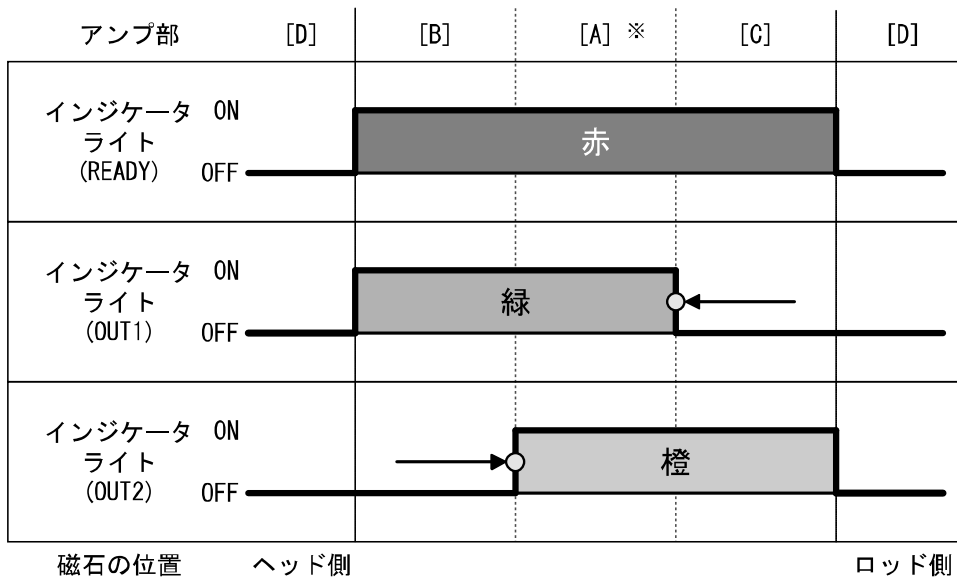 アンプ部 [D] [B] [A] ※ [C] [D]
インジケータ ON
ライト
(READY) OFF
赤
インジケータ ON
ライト
(OUT1) OFF
緑
インジケータ ON
ライト
(OUT2) OFF
橙
磁石の位置 ヘッド側 ロッド側